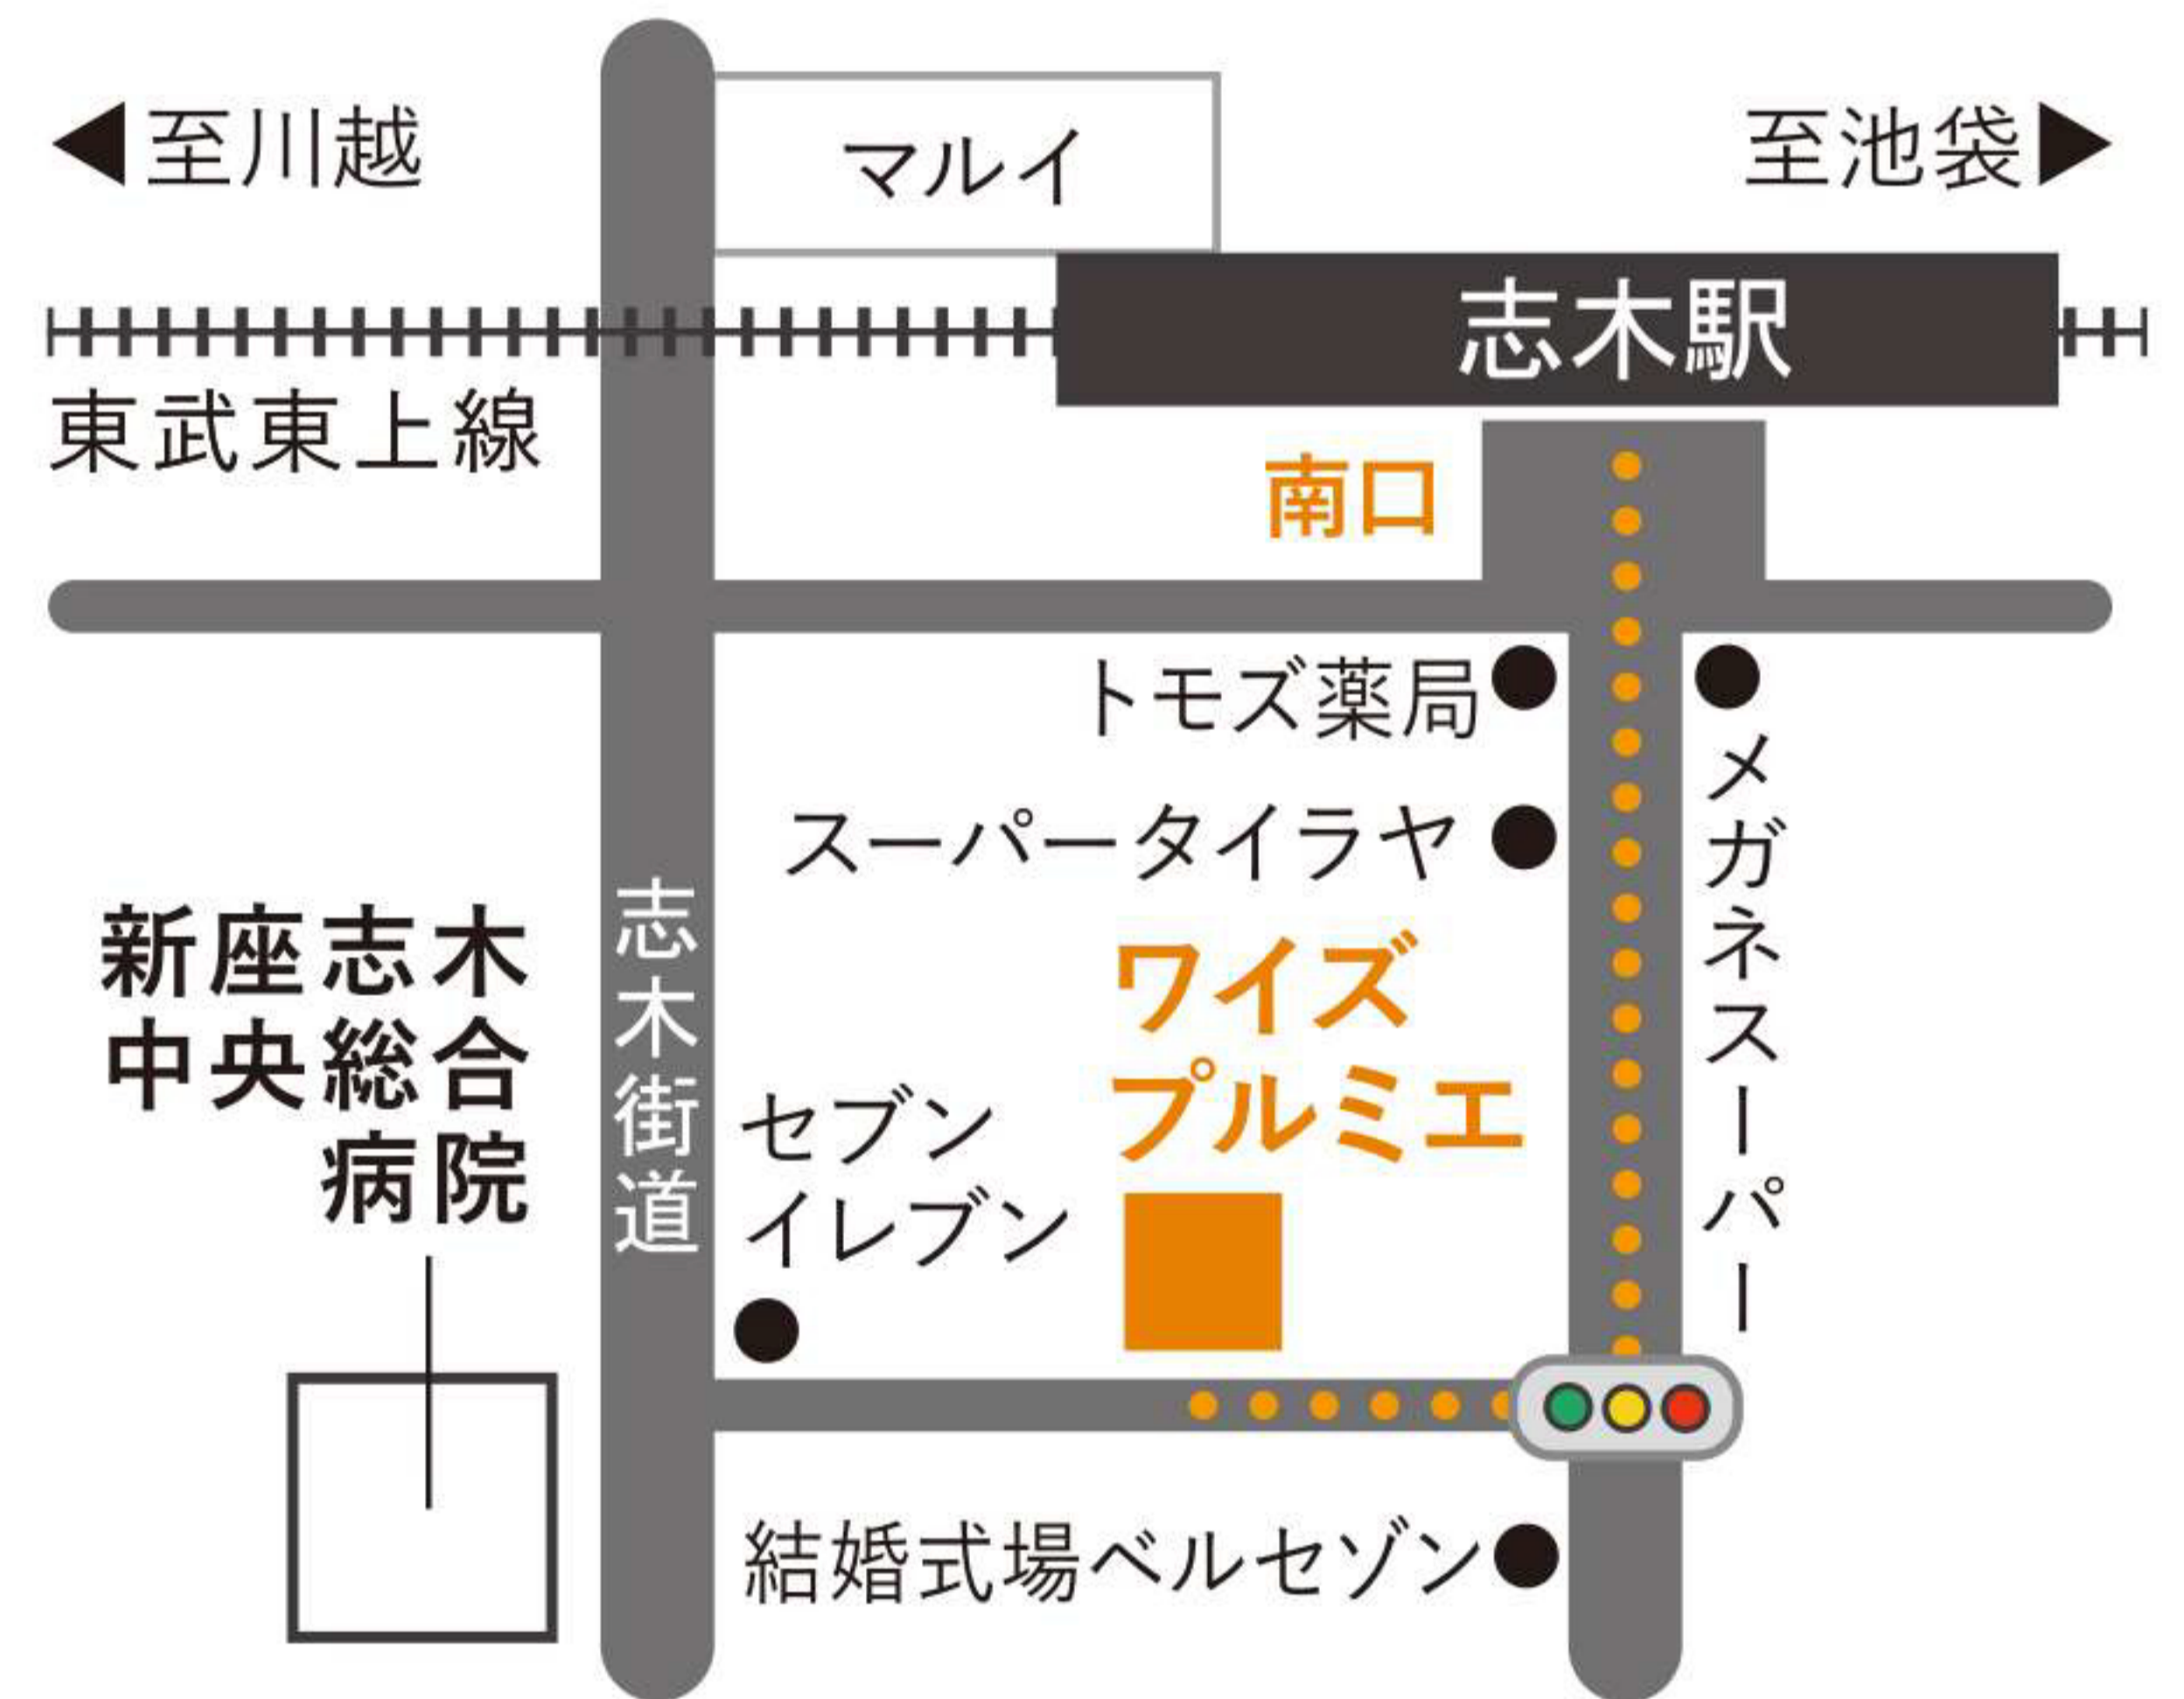 至川越
マルイ
至池袋
志木駅
東武東上線
南口
トモズ薬局
スーパータイラヤ
メガネスーパー
新座志木
中央総合
病院
志木街道
ワイズ
プルミエ
セブン
イレブン
結婚式場ベルセゾン